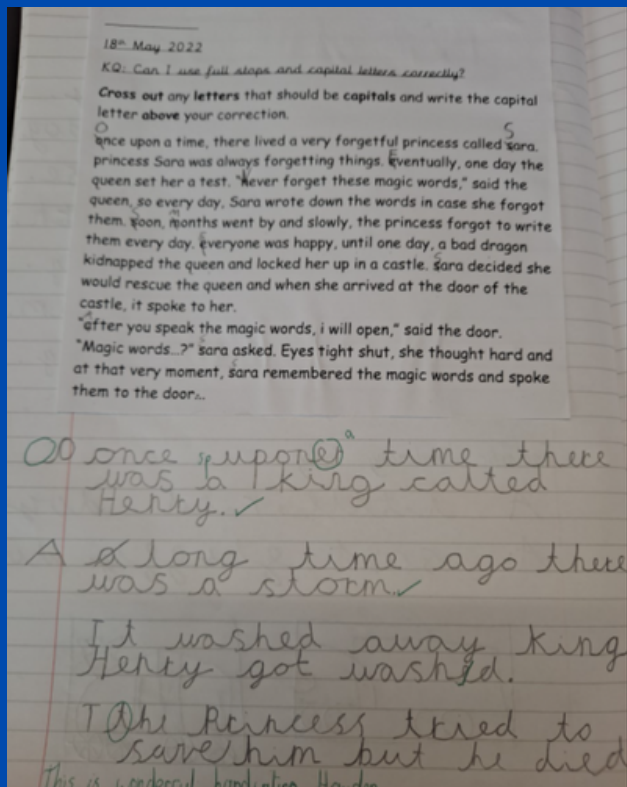 18th May 2022
KQ: Can I use full stops and capital letters correctly?
Cross out any letters that should be capitals and write the capital
letter above your correction.
O S
once upon a time, there lived a very forgetful princess called sara.
princess Sara was always forgetting things. eventually, one day the
queen set her a test. "never forget these magic words," said the
queen, so every day, Sara wrote down the words in case she forgot
them. soon, months went by and slowly, the princess forgot to write
them every day. everyone was happy, until one day, a bad dragon
kidnapped the queen and locked her up in a castle. sara decided she
would rescue the queen and when she arrived at the door of the
castle, it spoke to her.
"after you speak the magic words, i will open," said the door.
"Magic words…?" sara asked. Eyes tight shut, she thought hard and
at that very moment, sara remembered the magic words and spoke
them to the door…
O once sp upon e a time there
was a king called
Henry.
A a long time ago there
was a storm
It washed away king
Henry got washed.
T the Princess tried to
save him but he died
This is wonderful handwriting